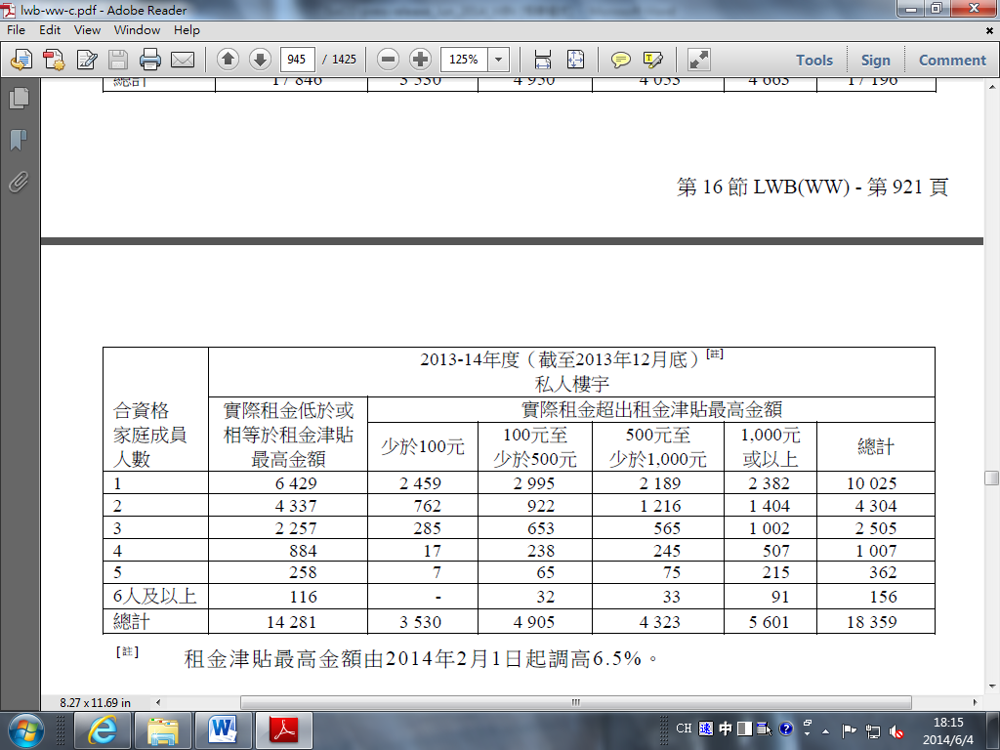 lwb-ww-c.pdf - Adobe Reader
File Edit View Window Help
945 / 1425 125% Tools Sign Comment
總計 17 846 3 530 4 950 4 053 4 663 17 196
第 16 節 LWB(WW) - 第 921 頁
2013-14年度（截至2013年12月底）[註]
私人樓宇
合資格
家庭成員
人數
實際租金低於或
相等於租金津貼
最高金額
實際租金超出租金津貼最高金額
少於100元
100元至
少於500元
500元至
少於1,000元
1,000元
或以上
總計
1 6 429 2 459 2 995 2 189 2 382 10 025
2 4 337 762 922 1 216 1 404 4 304
3 2 257 285 653 565 1 002 2 505
4 884 17 238 245 507 1 007
5 258 7 65 75 215 362
6人及以上 116 - 32 33 91 156
總計 14 281 3 530 4 905 4 323 5 601 18 359
[註] 租金津貼最高金額由2014年2月1日起調高6.5%。
8.27 x 11.69 in
CH 中
18:15
2014/6/4